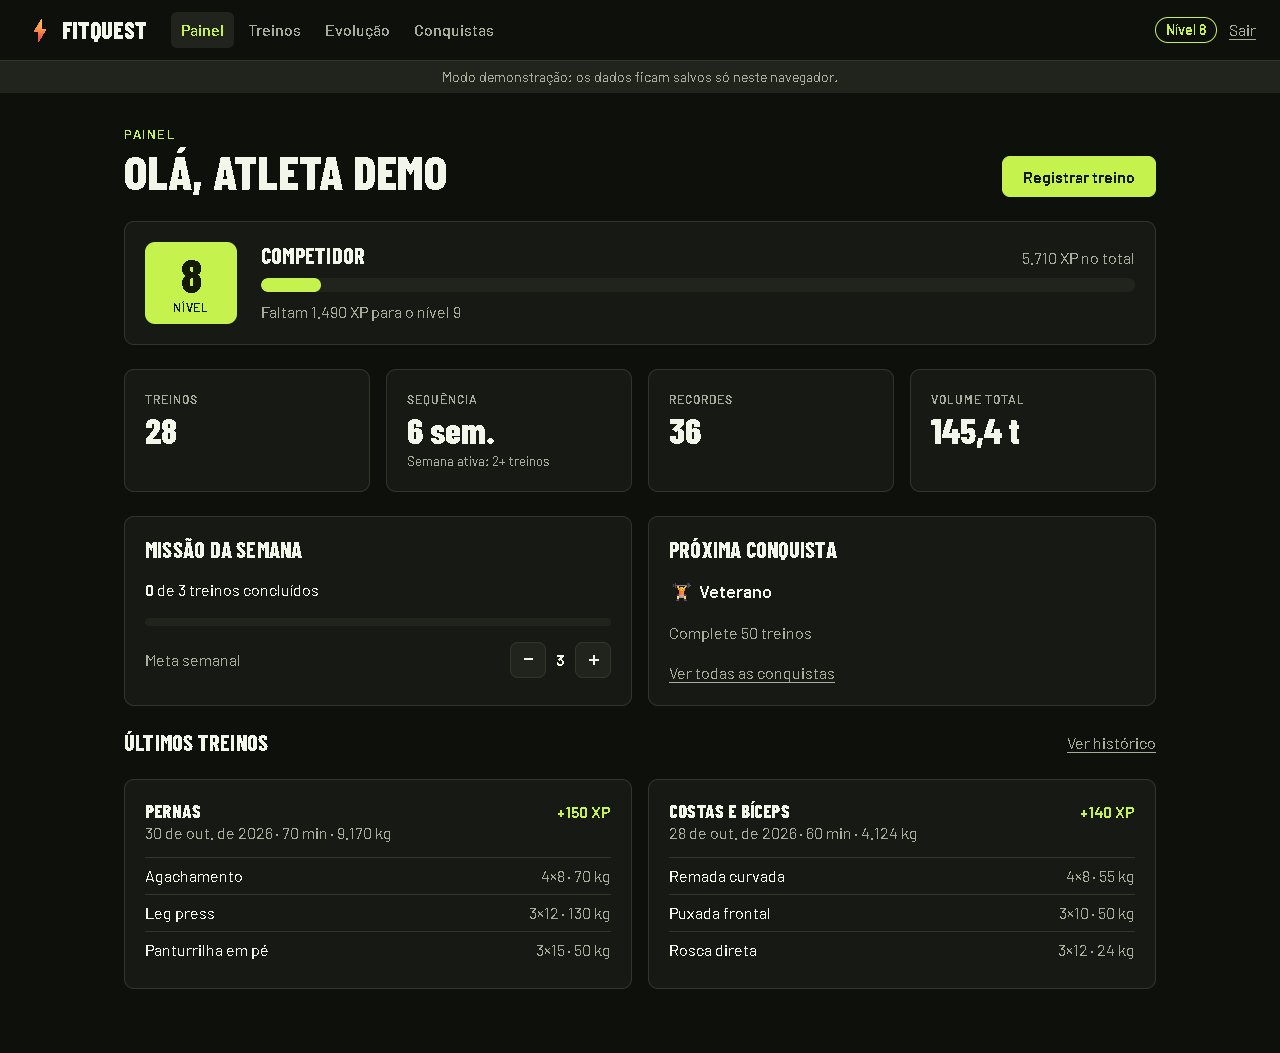 FITQUEST Painel Treinos Evolução Conquistas Nível 8 Sair
Modo demonstração: os dados ficam salvos só neste navegador.
PAINEL
OLÁ, ATLETA DEMO
Registrar treino
8
NÍVEL
COMPETIDOR
5.710 XP no total
Faltam 1.490 XP para o nível 9
TREINOS
28
SEQUÊNCIA
6 sem.
Semana ativa: 2+ treinos
RECORDES
36
VOLUME TOTAL
145,4 t
MISSÃO DA SEMANA
0 de 3 treinos concluídos
Meta semanal − 3 +
PRÓXIMA CONQUISTA
Veterano
Complete 50 treinos
Ver todas as conquistas
ÚLTIMOS TREINOS
Ver histórico
PERNAS +150 XP
30 de out. de 2026 · 70 min · 9.170 kg
Agachamento 4×8 · 70 kg
Leg press 3×12 · 130 kg
Panturrilha em pé 3×15 · 50 kg
COSTAS E BÍCEPS +140 XP
28 de out. de 2026 · 60 min · 4.124 kg
Remada curvada 4×8 · 55 kg
Puxada frontal 3×10 · 50 kg
Rosca direta 3×12 · 24 kg